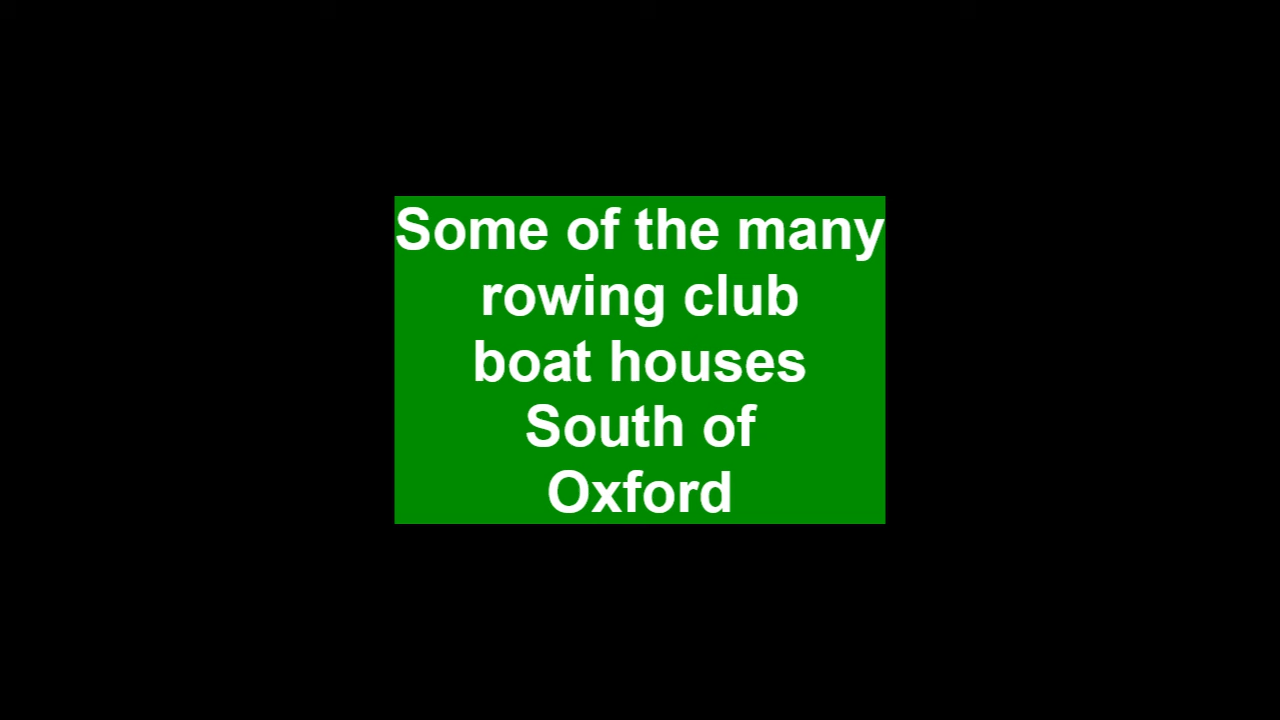 Some of the many
rowing club
boat houses
South of
Oxford